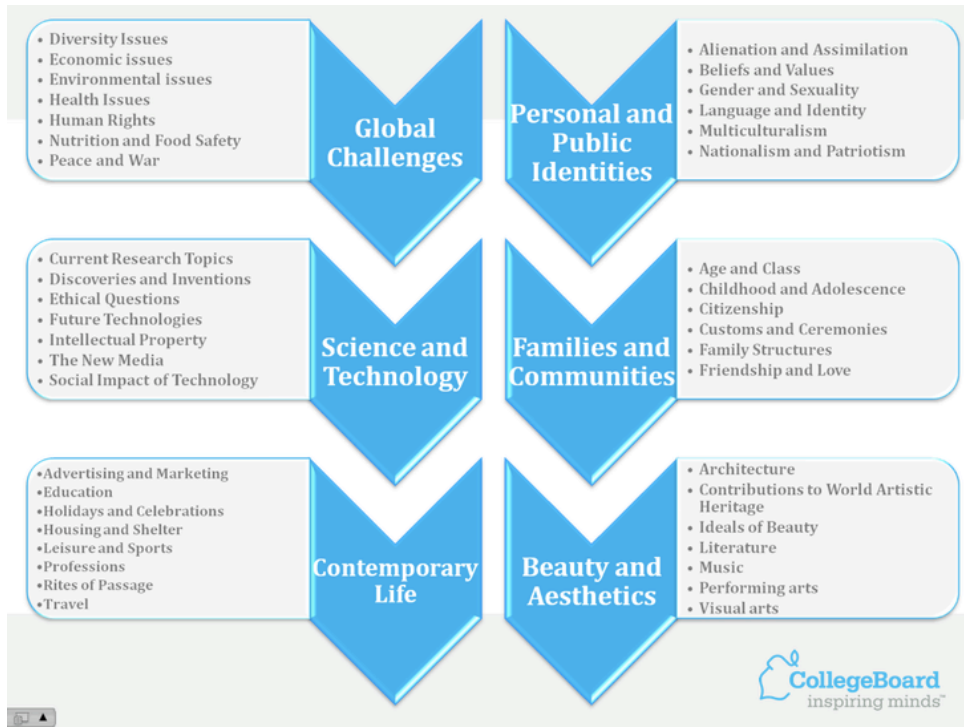 • Diversity Issues
• Economic issues
• Environmental issues
• Health Issues
• Human Rights
• Nutrition and Food Safety
• Peace and War
Global
Challenges
Personal and
Public
Identities
• Alienation and Assimilation
• Beliefs and Values
• Gender and Sexuality
• Language and Identity
• Multiculturalism
• Nationalism and Patriotism
• Current Research Topics
• Discoveries and Inventions
• Ethical Questions
• Future Technologies
• Intellectual Property
• The New Media
• Social Impact of Technology
Science and
Technology
Families and
Communities
• Age and Class
• Childhood and Adolescence
• Citizenship
• Customs and Ceremonies
• Family Structures
• Friendship and Love
•Advertising and Marketing
•Education
•Holidays and Celebrations
•Housing and Shelter
•Leisure and Sports
•Professions
•Rites of Passage
•Travel
Contemporary
Life
Beauty and
Aesthetics
• Architecture
• Contributions to World Artistic
Heritage
• Ideals of Beauty
• Literature
• Music
• Performing arts
• Visual arts
CollegeBoard
inspiring minds™